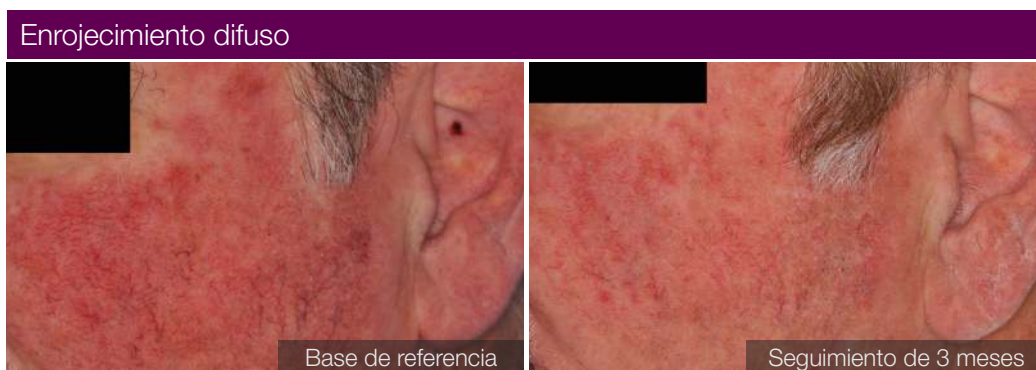 Enrojecimiento difuso
Base de referencia
Seguimiento de 3 meses